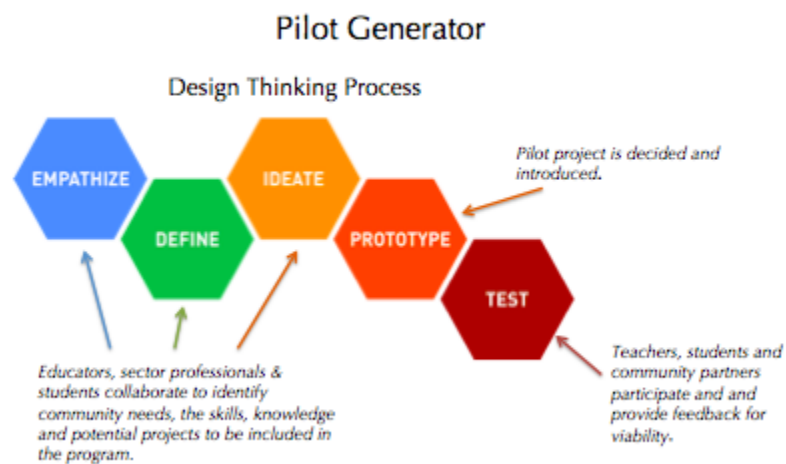 Pilot Generator
Design Thinking Process
EMPATHIZE
IDEATE
DEFINE
PROTOTYPE
TEST
Pilot project is decided and
introduced.
Educators, sector professionals &
students collaborate to identify
community needs, the skills, knowledge
and potential projects to be included in
the program.
Teachers, students and
community partners
participate and and
provide feedback for
viability.